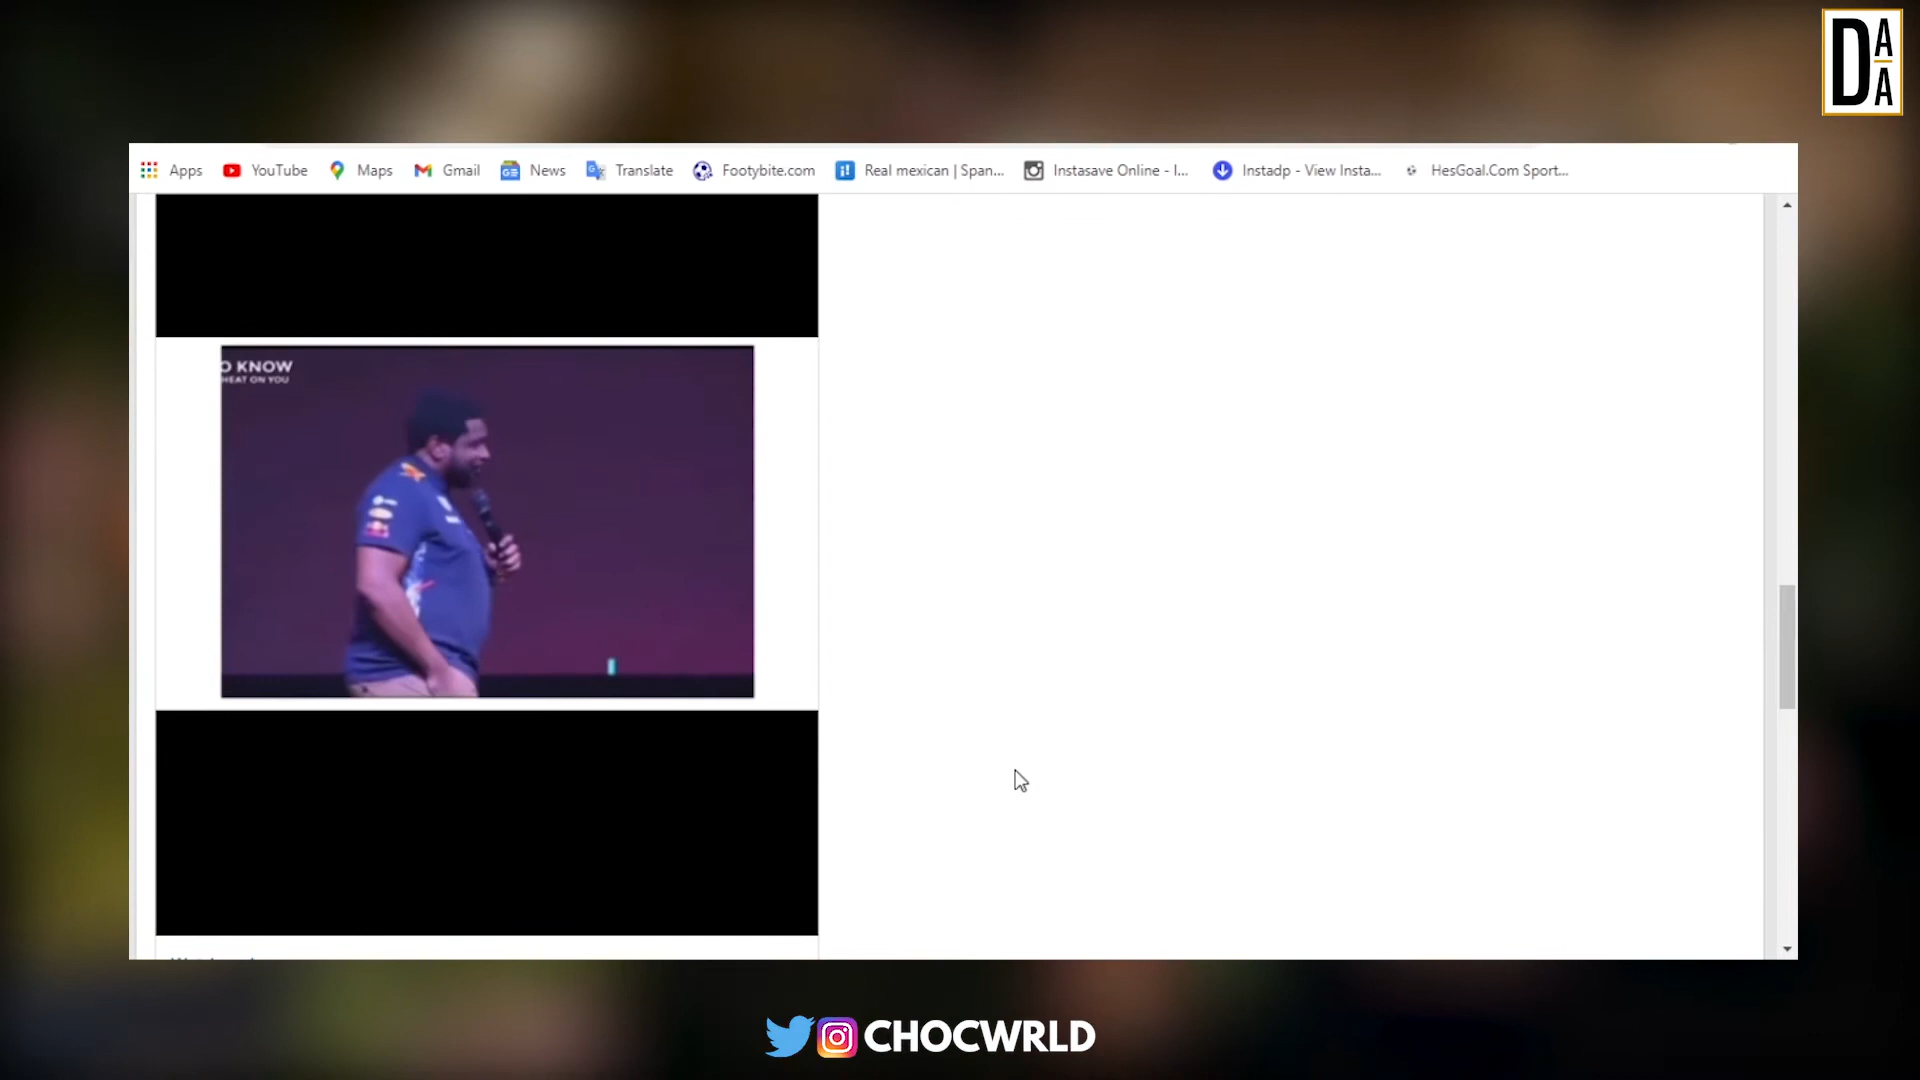 D A A
Apps YouTube Maps Gmail News Translate Footybite.com Real mexican | Span... Instasave Online - I... Instadp - View Insta... HesGoal.Com Sport...
O KNOW
HEAT ON YOU
CHOCWRLD